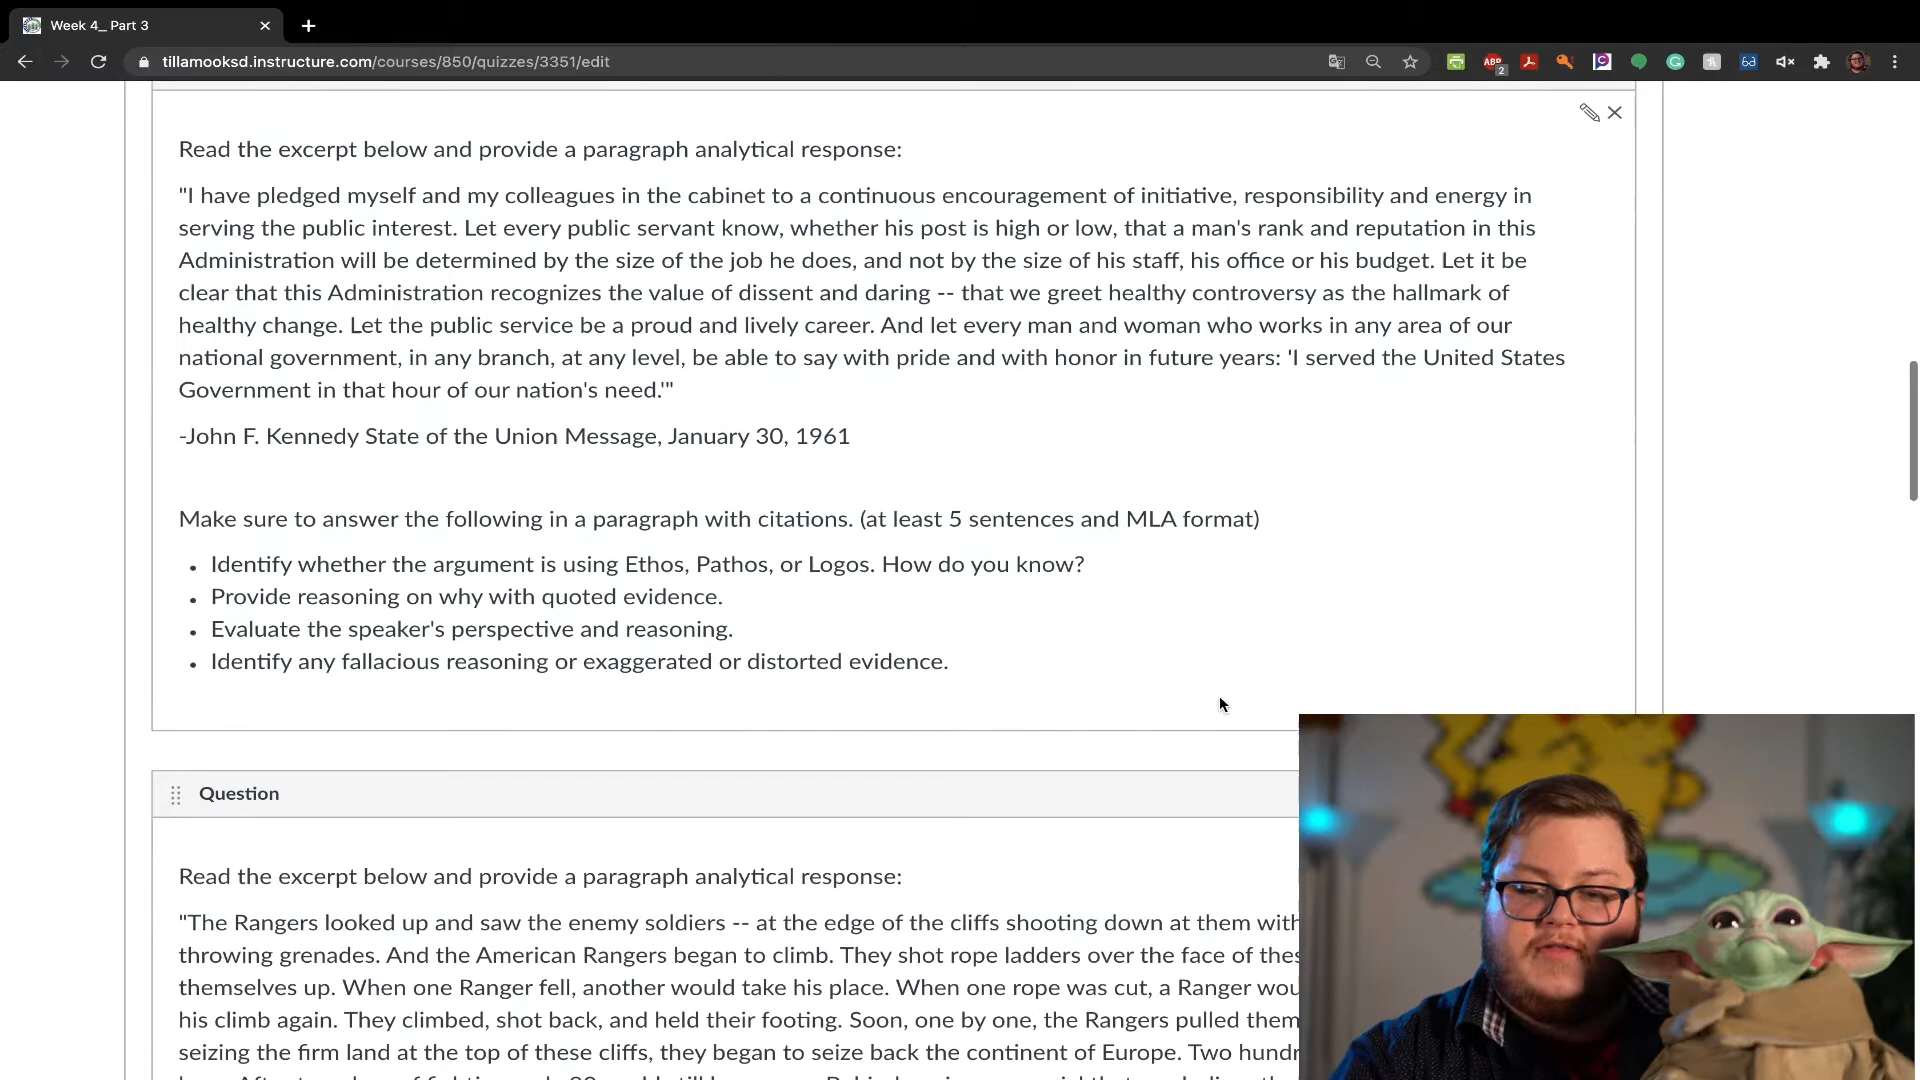 Week 4_ Part 3
tillamooksd.instructure.com/courses/850/quizzes/3351/edit
ABP
2
Read the excerpt below and provide a paragraph analytical response:
"I have pledged myself and my colleagues in the cabinet to a continuous encouragement of initiative, responsibility and energy in
serving the public interest. Let every public servant know, whether his post is high or low, that a man's rank and reputation in this
Administration will be determined by the size of the job he does, and not by the size of his staff, his office or his budget. Let it be
clear that this Administration recognizes the value of dissent and daring -- that we greet healthy controversy as the hallmark of
healthy change. Let the public service be a proud and lively career. And let every man and woman who works in any area of our
national government, in any branch, at any level, be able to say with pride and with honor in future years: 'I served the United States
Government in that hour of our nation's need.'"
-John F. Kennedy State of the Union Message, January 30, 1961
Make sure to answer the following in a paragraph with citations. (at least 5 sentences and MLA format)
Identify whether the argument is using Ethos, Pathos, or Logos. How do you know?
Provide reasoning on why with quoted evidence.
Evaluate the speaker's perspective and reasoning.
Identify any fallacious reasoning or exaggerated or distorted evidence.
Question
Read the excerpt below and provide a paragraph analytical response:
"The Rangers looked up and saw the enemy soldiers -- at the edge of the cliffs shooting down at them with
throwing grenades. And the American Rangers began to climb. They shot rope ladders over the face of thes
themselves up. When one Ranger fell, another would take his place. When one rope was cut, a Ranger wou
his climb again. They climbed, shot back, and held their footing. Soon, one by one, the Rangers pulled them
seizing the firm land at the top of these cliffs, they began to seize back the continent of Europe. Two hundr